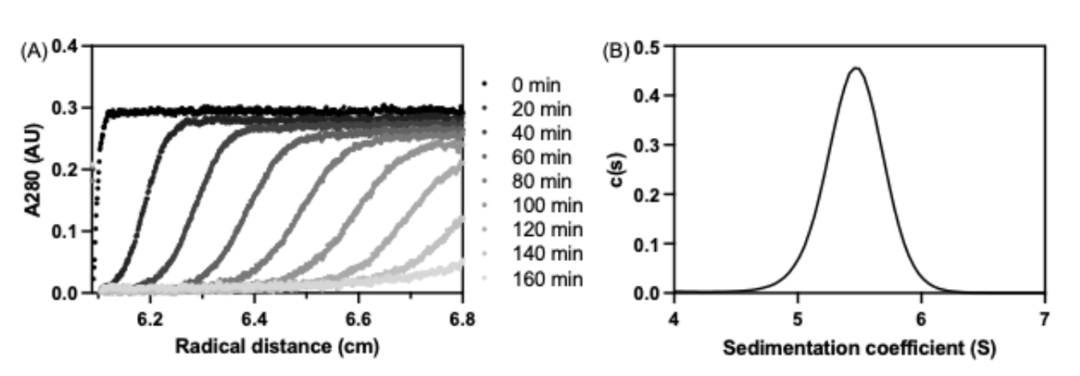 (A)
0.4
0.3
0.2
0.1
0.0
A280 (AU)
6.2 6.4 6.6 6.8
Radical distance (cm)
0 min
20 min
40 min
60 min
80 min
100 min
120 min
140 min
160 min
(B)
0.5
0.4
0.3
0.2
0.1
0.0
c(s)
4 5 6 7
Sedimentation coefficient (S)